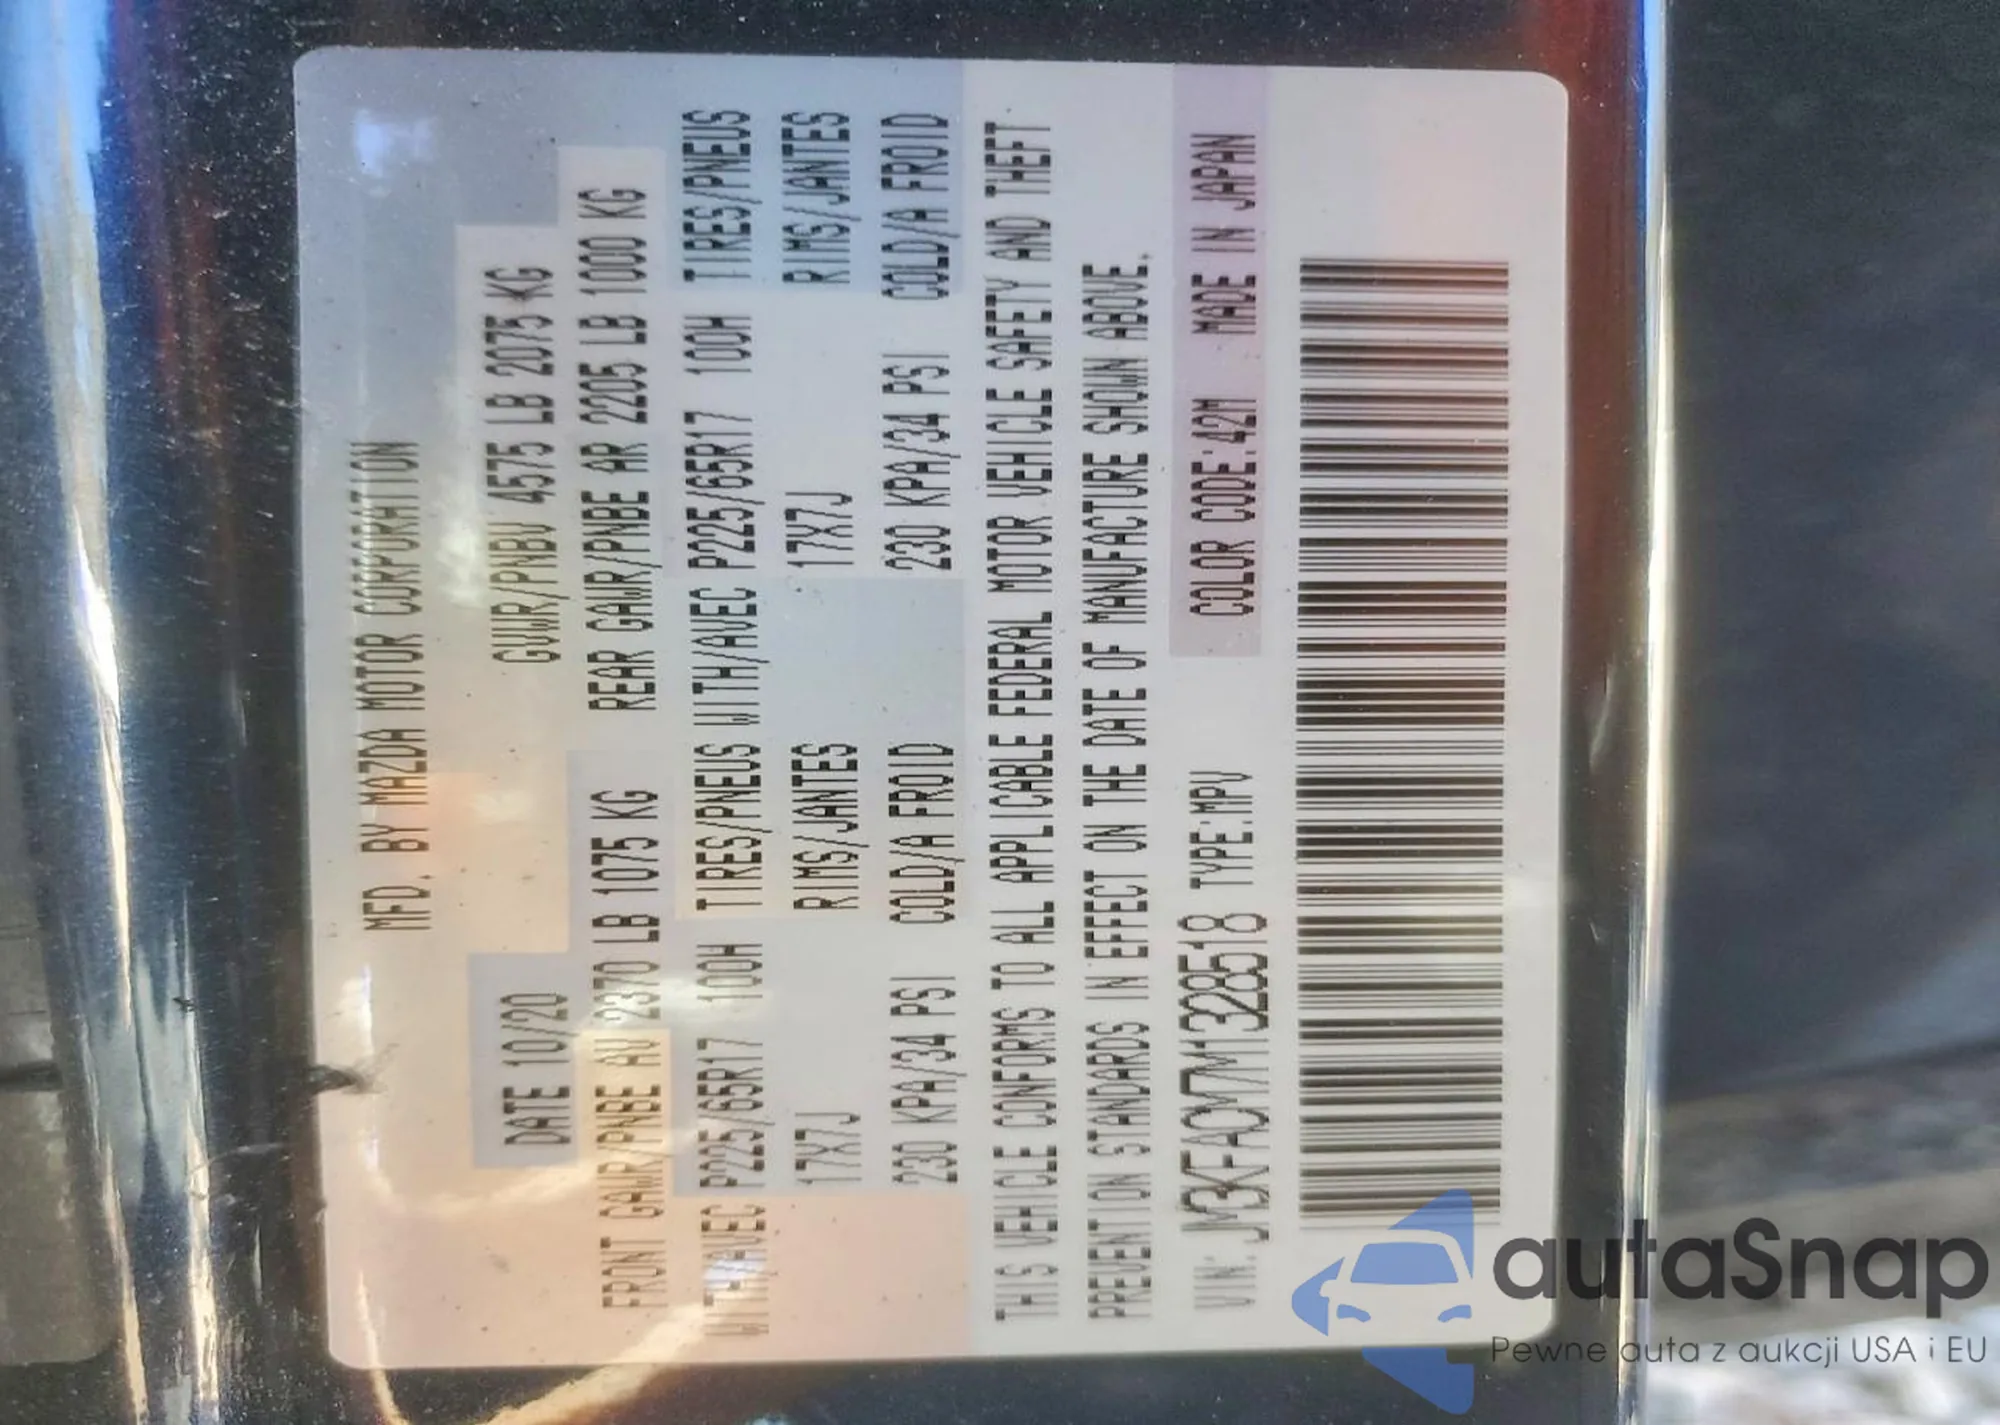 MFD. BY MAZDA MOTOR CORPORATION
DATE 10/20 GVWR/PNBV 4575 LB 2075 KG
FRONT GAWR/PNBE AV 2370 LB 1075 KG REAR GAWR/PNBE AR 2205 LB 1000 KG
WITH/AVEC P225/65R17 100H TIRES/PNEUS WITH/AVEC P225/65R17 100H TIRES/PNEUS
17X7J RIMS/JANTES 17X7J RIMS/JANTES
230 KPA/34 PSI COLD/A FROID 230 KPA/34 PSI COLD/A FROID
THIS VEHICLE CONFORMS TO ALL APPLICABLE FEDERAL MOTOR VEHICLE SAFETY AND THEFT
PREVENTION STANDARDS IN EFFECT ON THE DATE OF MANUFACTURE SHOWN ABOVE.
VIN: JM3KFACM7M1328518 TYPE:MPV COLOR CODE:42M MADE IN JAPAN
autaSnap
Pewne auta z aukcji USA i EU